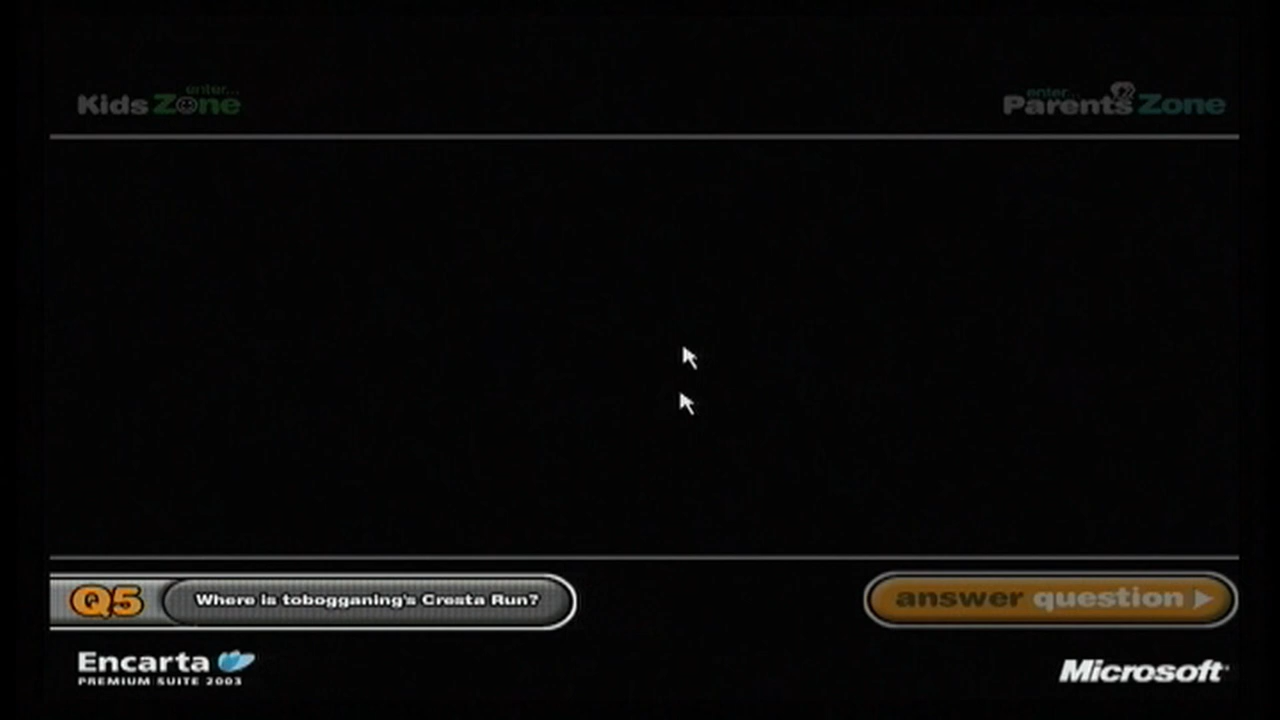 enter...
Kids Zone
enter...
Parents Zone
Q5
Where is tobogganing's Cresta Run?
answer question
Encarta
PREMIUM SUITE 2003
Microsoft